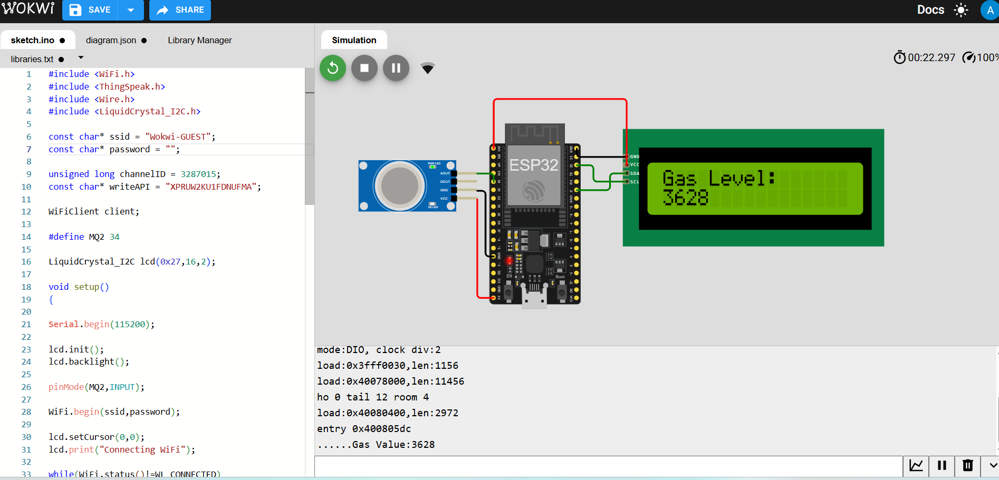 WOKWI
SAVE
SHARE
Docs
A
sketch.ino ●
diagram.json ●
Library Manager
libraries.txt ●
Simulation
00:22.297
100%
1 #include <WiFi.h>
2 #include <ThingSpeak.h>
3 #include <Wire.h>
4 #include <LiquidCrystal_I2C.h>
5
6 const char* ssid = "Wokwi-GUEST";
7 const char* password = "";
8
9 unsigned long channelID = 3287015;
10 const char* writeAPI = "XPRUW2KU1FDNUFMA";
11
12 WiFiClient client;
13
14 #define MQ2 34
15
16 LiquidCrystal_I2C lcd(0x27,16,2);
17
18 void setup()
19 {
20
21 Serial.begin(115200);
22
23 lcd.init();
24 lcd.backlight();
25
26 pinMode(MQ2,INPUT);
27
28 WiFi.begin(ssid,password);
29
30 lcd.setCursor(0,0);
31 lcd.print("Connecting WiFi");
32
33 while(WiFi.status()!=WL_CONNECTED)
PWR LED
AOUT
DOUT
GND
VCC
D0 LED
ESP32
EN
Boot
GND
VCC
SDA
SCL
Gas Level:
3628
mode:DIO, clock div:2
load:0x3fff0030,len:1156
load:0x40078000,len:11456
ho 0 tail 12 room 4
load:0x40080400,len:2972
entry 0x400805dc
......Gas Value:3628